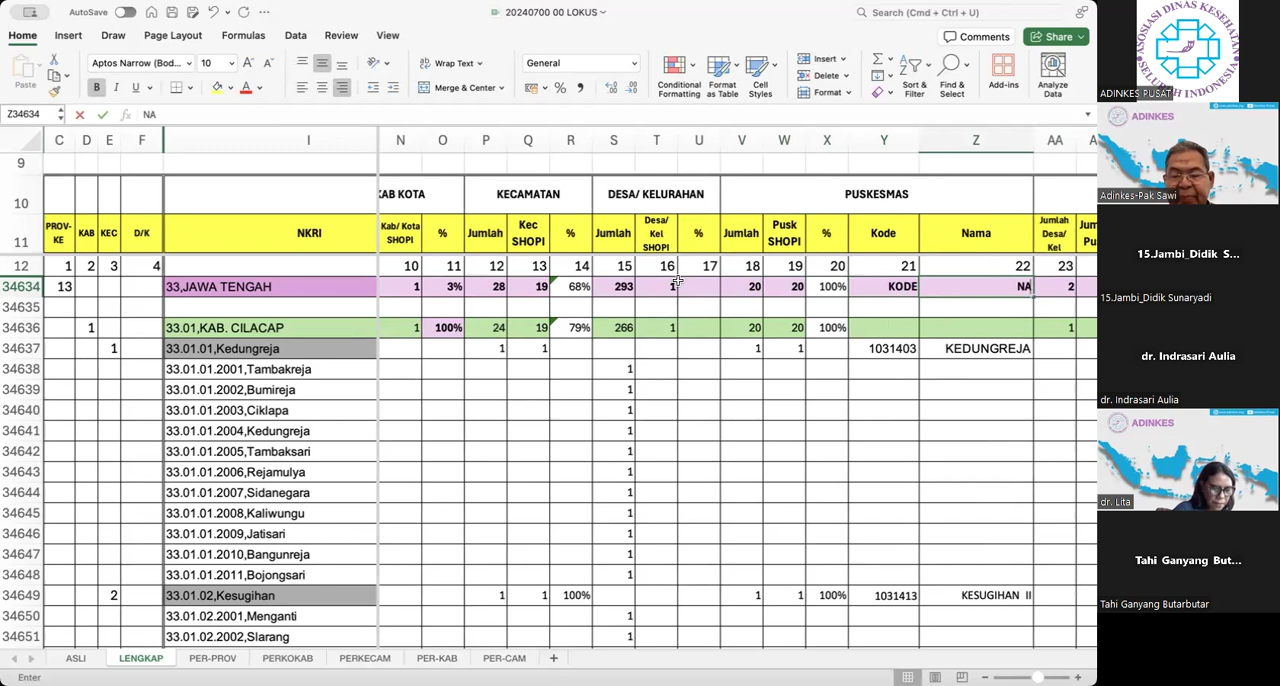 AutoSave
20240700 00 LOKUS
Search (Cmd + Ctrl + U)
Home Insert Draw Page Layout Formulas Data Review View
Comments Share
Paste
Aptos Narrow (Bod... 10
Wrap Text
General
Merge & Center
B I U
Conditional Formatting
Format as Table
Cell Styles
Insert
Delete
Format
Sort & Filter
Find & Select
Add-ins
Analyze Data
Z34634 fx NA
C D E F I N O P Q R S T U V W X Y Z AA
9
10 KAB KOTA KECAMATAN DESA/ KELURAHAN PUSKESMAS
11 PROV-KE KAB KEC D/K NKRI Kab/ Kota SHOPI % Jumlah Kec SHOPI % Jumlah Desa/ Kel SHOPI % Jumlah Pusk SHOPI % Kode Nama Jumlah Desa/ Kel
12 1 2 3 4 10 11 12 13 14 15 16 17 18 19 20 21 22 23
34634 13 33,JAWA TENGAH 1 3% 28 19 68% 293 1 20 20 100% KODE NA 2
34635
34636 1 33.01,KAB. CILACAP 1 100% 24 19 79% 266 1 20 20 100% 1
34637 1 33.01.01,Kedungreja 1 1 1 1 1031403 KEDUNGREJA
34638 33.01.01.2001,Tambakreja 1
34639 33.01.01.2002,Bumireja 1
34640 33.01.01.2003,Ciklapa 1
34641 33.01.01.2004,Kedungreja 1
34642 33.01.01.2005,Tambaksari 1
34643 33.01.01.2006,Rejamulya 1
34644 33.01.01.2007,Sidanegara 1
34645 33.01.01.2008,Kaliwungu 1
34646 33.01.01.2009,Jatisari 1
34647 33.01.01.2010,Bangunreja 1
34648 33.01.01.2011,Bojongsari 1
34649 2 33.01.02,Kesugihan 1 1 100% 1 1 100% 1031413 KESUGIHAN II
34650 33.01.02.2001,Menganti 1
34651 33.01.02.2002,Slarang 1
ASLI LENGKAP PER-PROV PERKOKAB PERKECAM PER-KAB PER-CAM +
Enter
ASOSIASI DINAS KESEHATAN SELURUH INDONESIA
ADINKES PUSAT
ADINKES
Adinkes-Pak Sawi
15.Jambi_Didik S...
15.Jambi_Didik Sunaryadi
dr. Indrasari Aulia
dr. Indrasari Aulia
ADINKES
dr. Lita
Tahi Ganyang But...
Tahi Ganyang Butarbutar